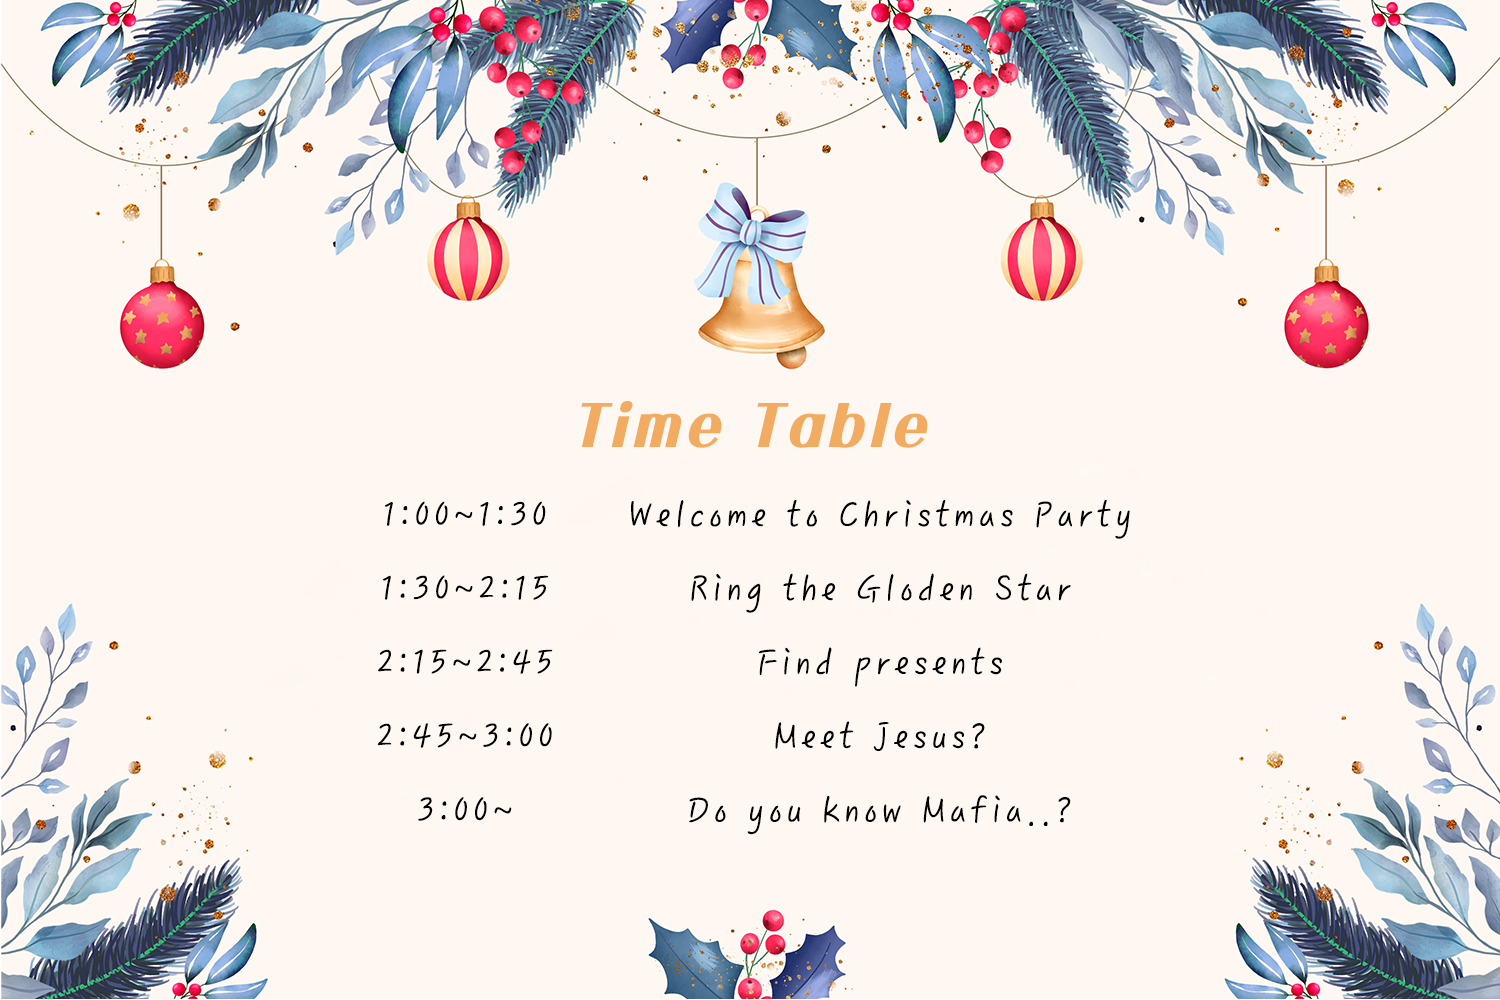 Time Table
1:00~1:30 Welcome to Christmas Party
1:30~2:15 Ring the Gloden Star
2:15~2:45 Find presents
2:45~3:00 Meet Jesus?
3:00~ Do you know Mafia..?